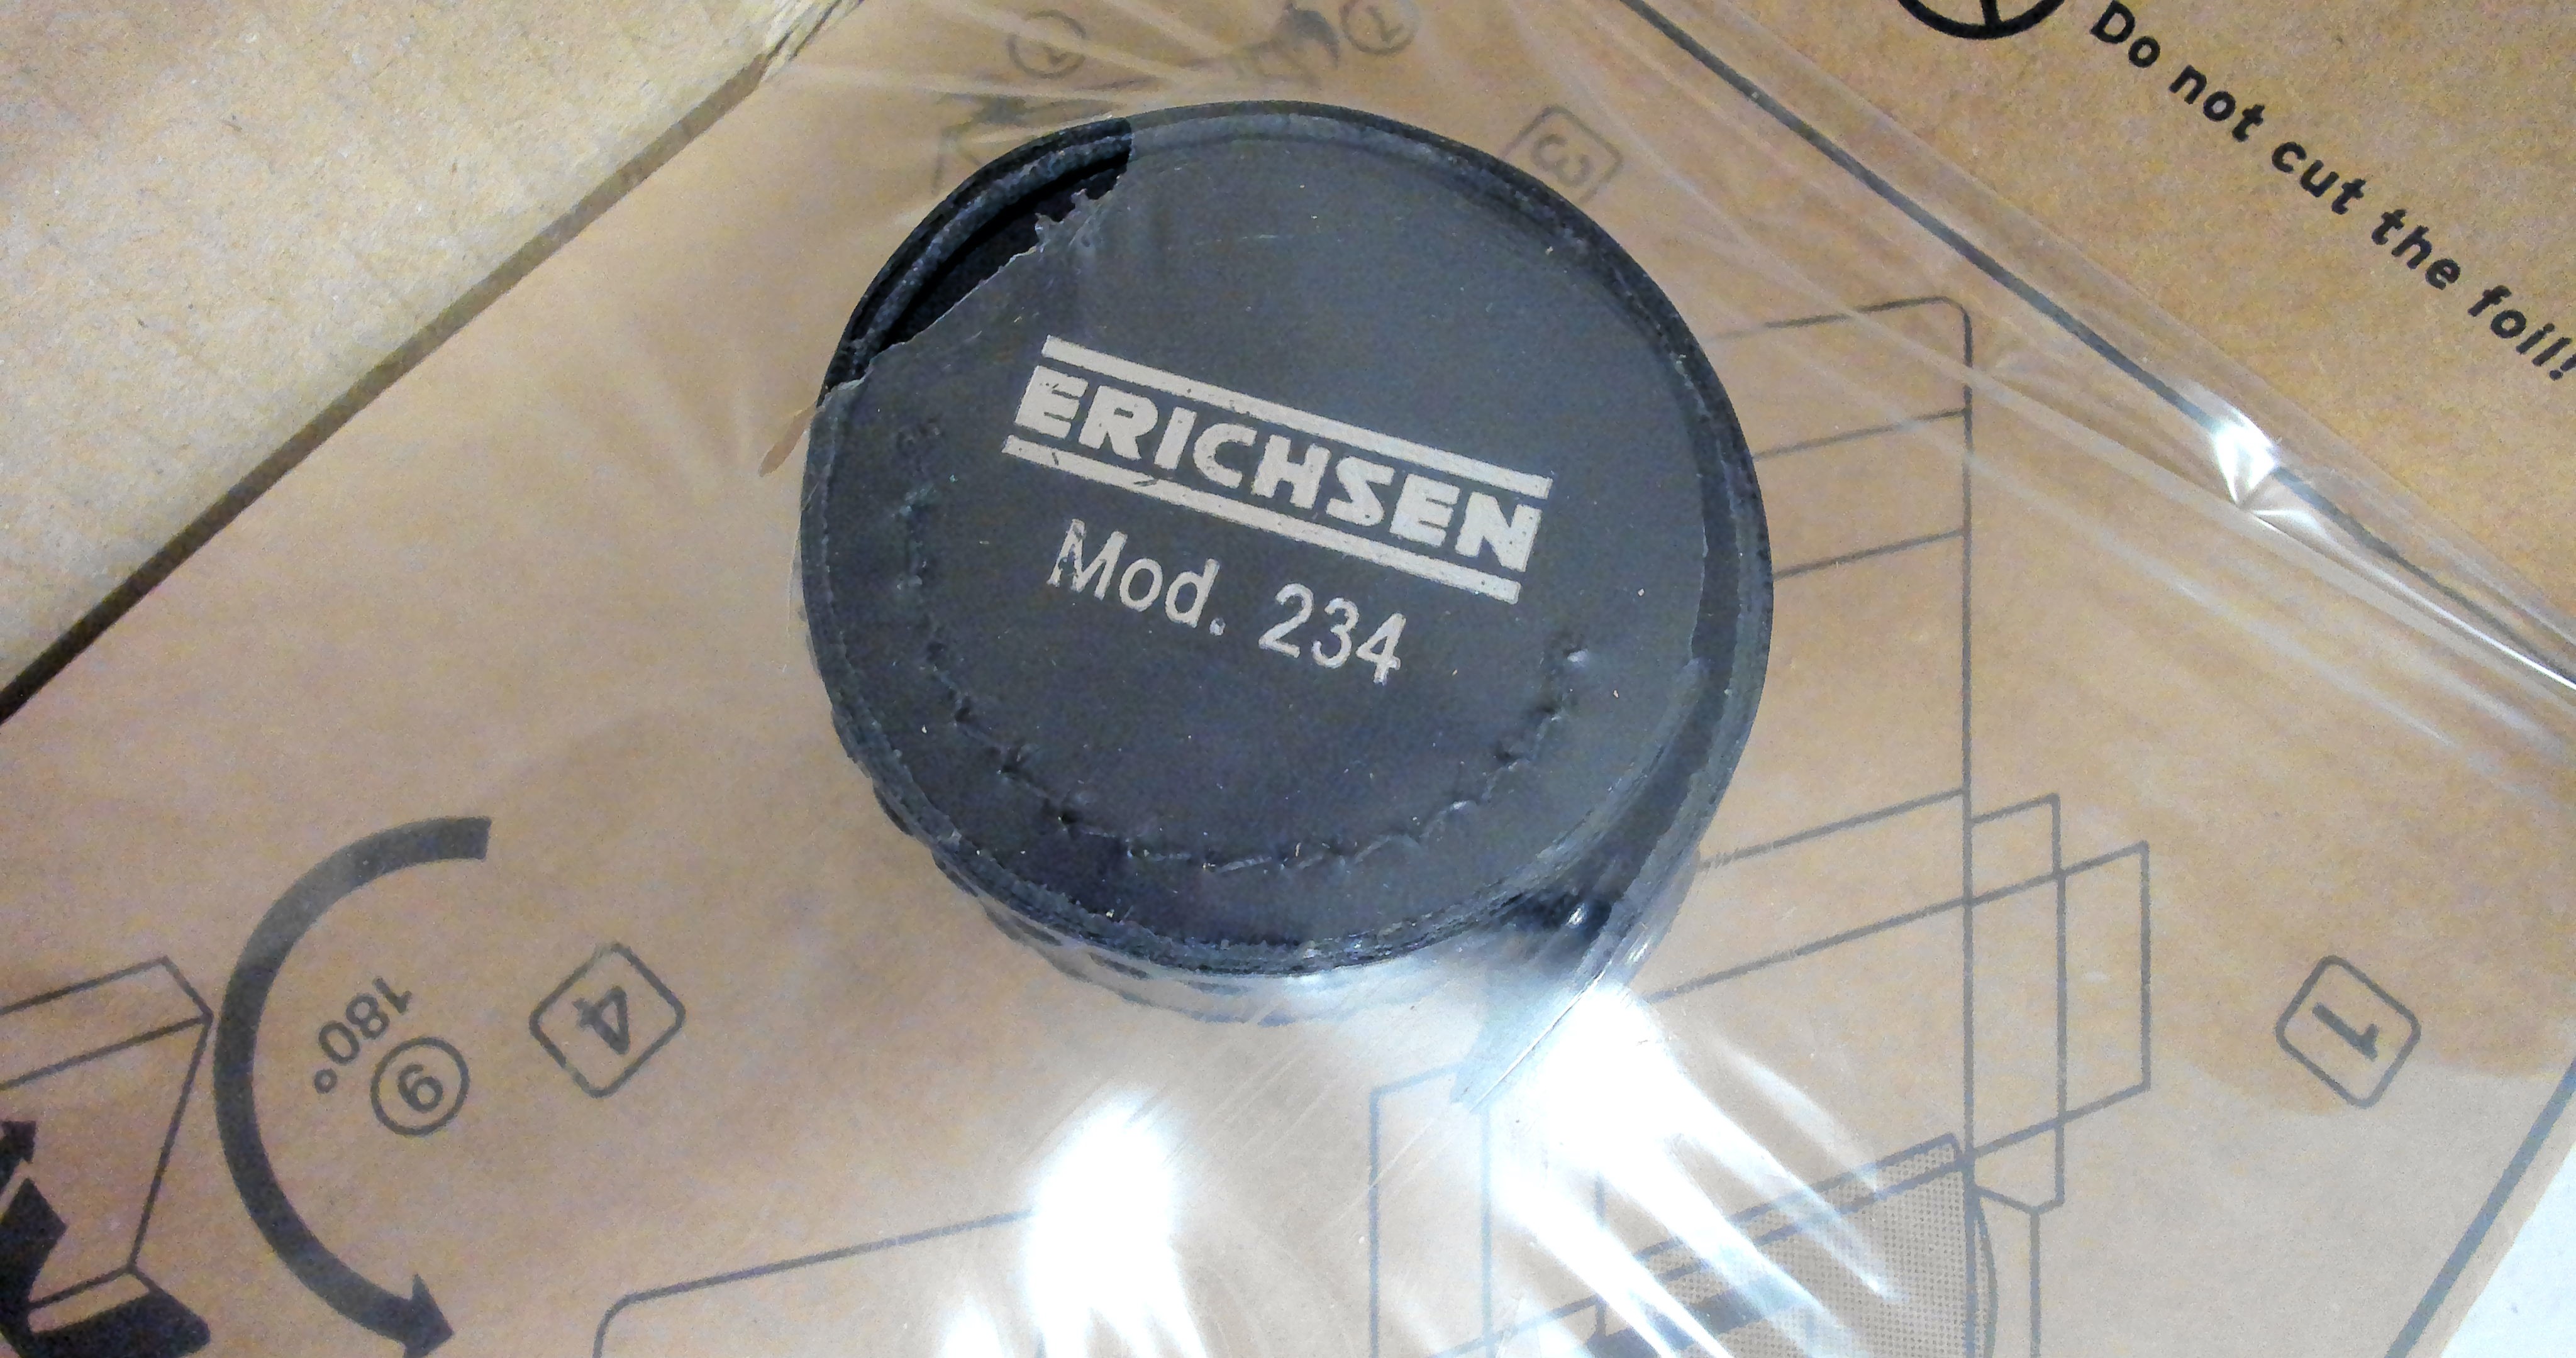 Do not cut the foil!
3
ERICHSEN
Mod. 234
4
180°
9
1